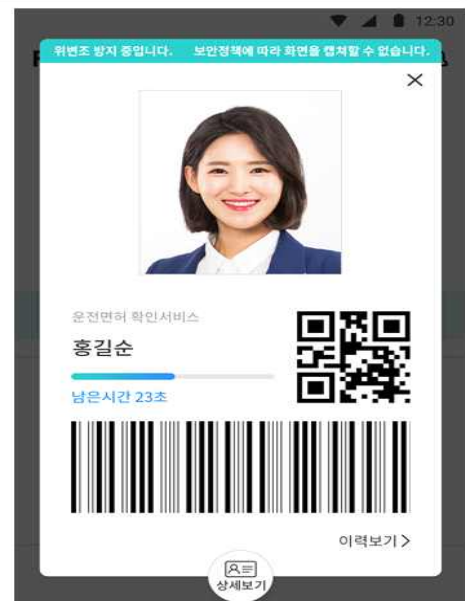 12:30
위변조 방지 중입니다. 보안정책에 따라 화면을 캡쳐할 수 없습니다.
운전면허 확인서비스
홍길순
남은시간 23초
이력보기
상세보기